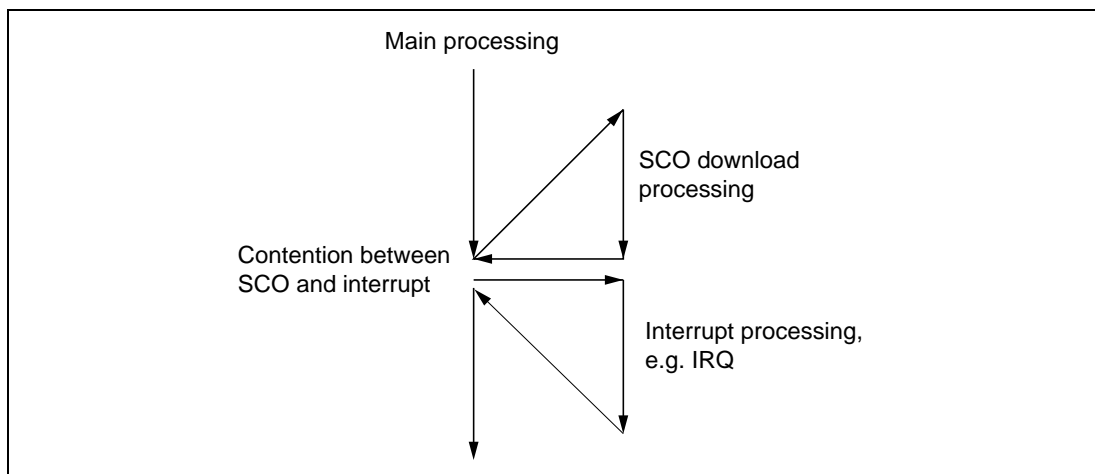 Main processing
SCO download
processing
Contention between
SCO and interrupt
Interrupt processing,
e.g. IRQ